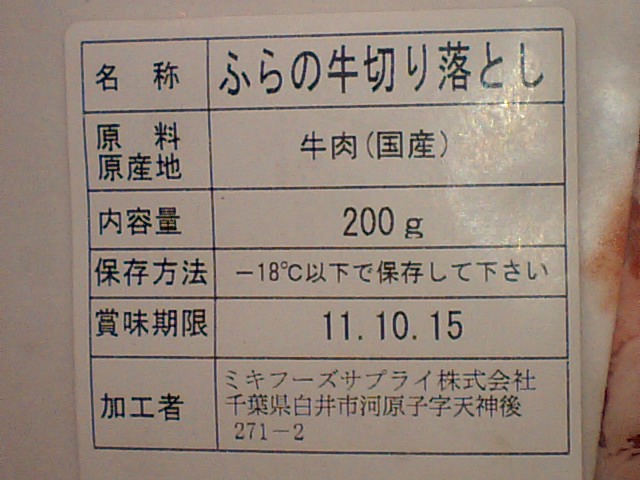 名称 ふらの牛切り落とし
原料
原産地 牛肉(国産)
内容量 200g
保存方法 -18℃以下で保存して下さい
賞味期限 11.10.15
加工者 ミキフーズサプライ株式会社
千葉県白井市河原子字天神後
271-2